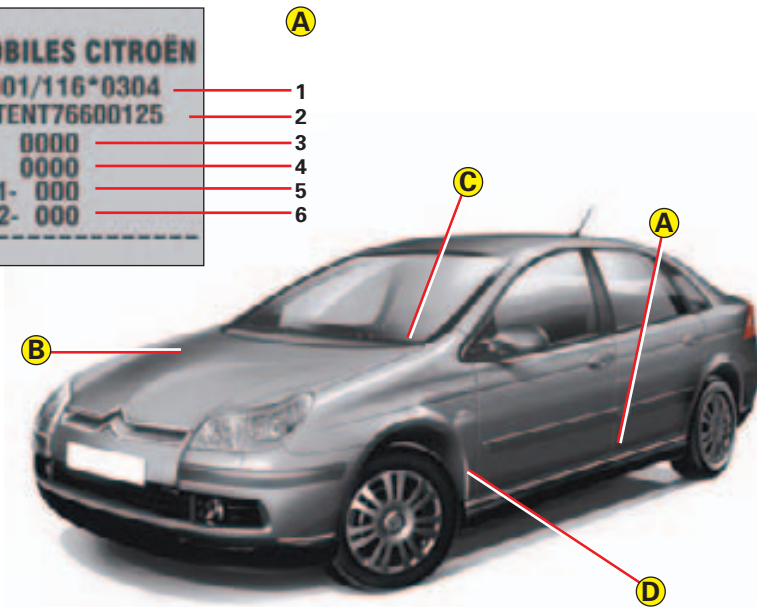 A
OBILES CITROËN
01/116*0304 1
TENT76600125 2
0000 3
0000 4
1- 000 5
2- 000 6
C
A
B
D